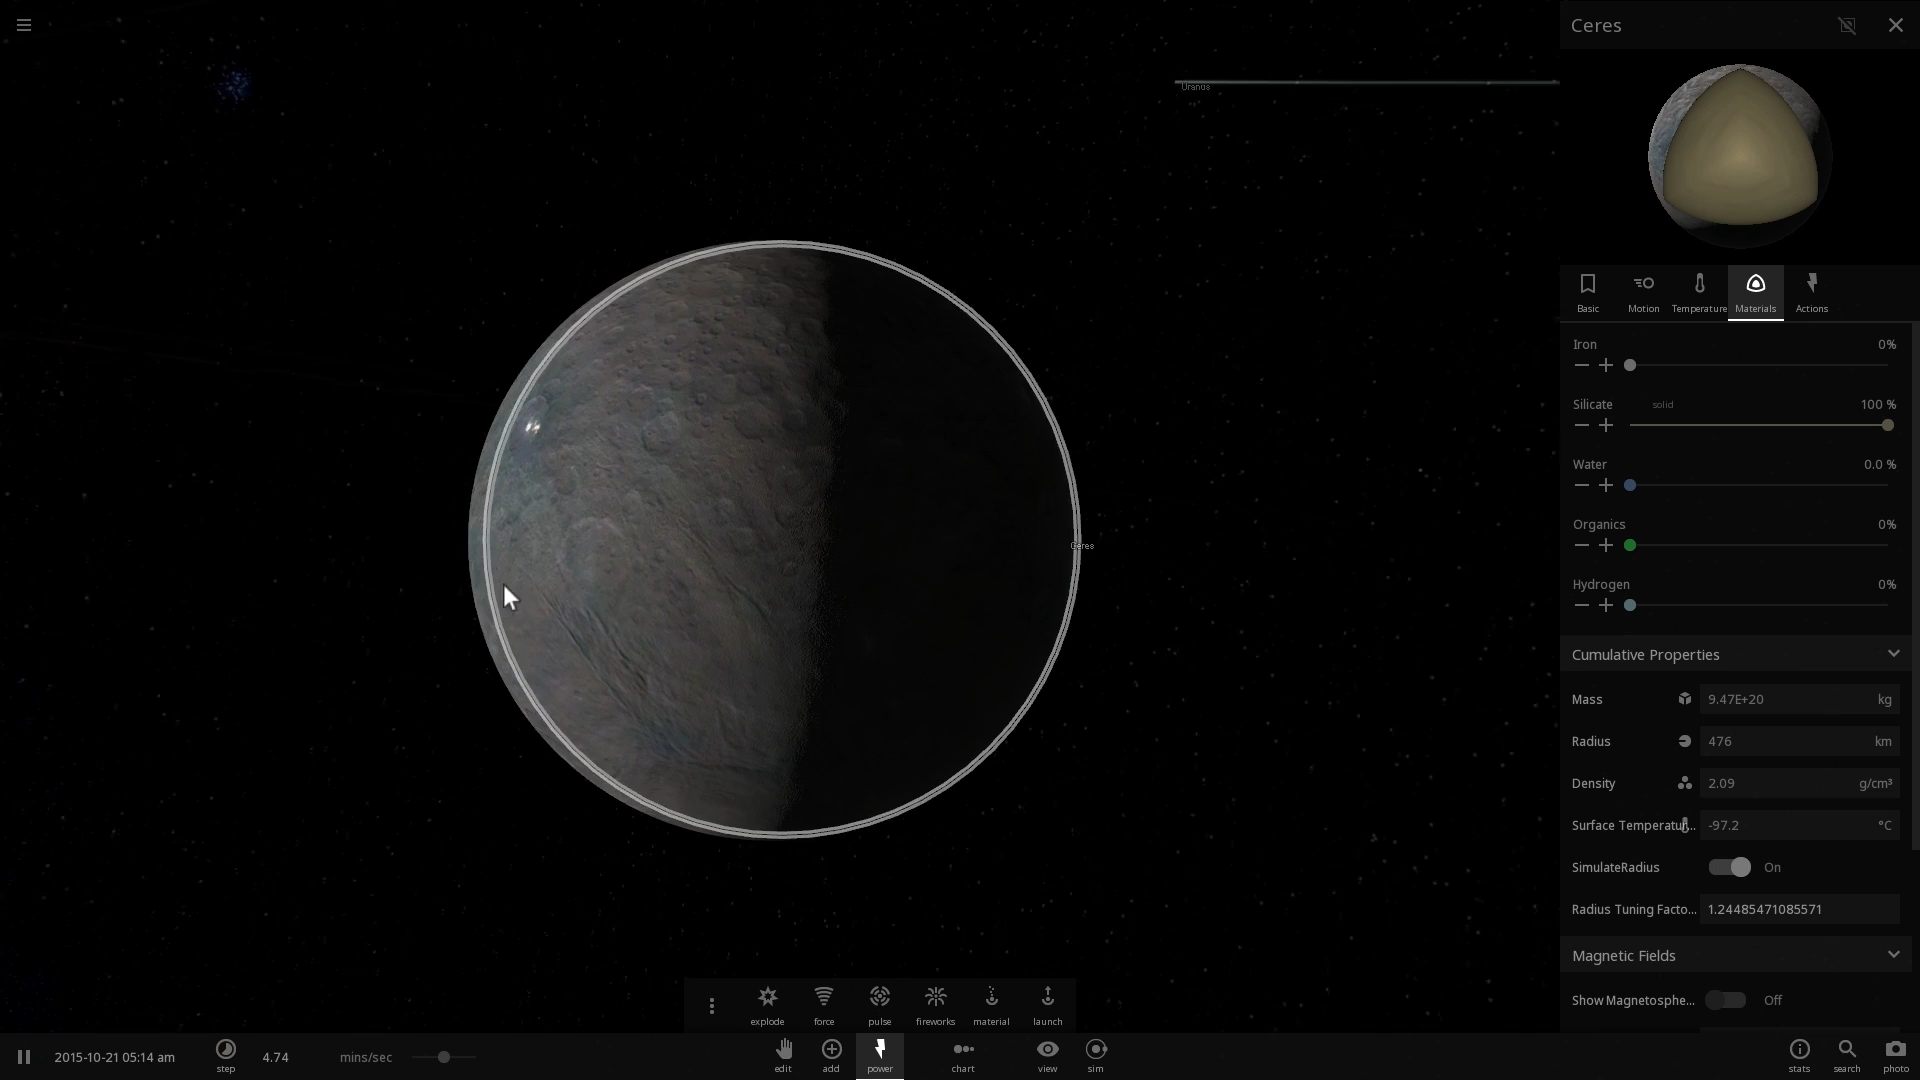 Ceres
Uranus
Ceres
Basic
Motion
Temperature
Materials
Actions
Iron 0%
Silicate solid 100 %
Water 0.0 %
Organics 0%
Hydrogen 0%
Cumulative Properties
Mass 9.47E+20 kg
Radius 476 km
Density 2.09 g/cm³
Surface Temperatur... -97.2 °C
SimulateRadius On
Radius Tuning Facto... 1.24485471085571
Magnetic Fields
Show Magnetosphe... Off
explode force pulse fireworks material launch
2015-10-21 05:14 am step 4.74 mins/sec
edit add power chart view sim
stats search photo